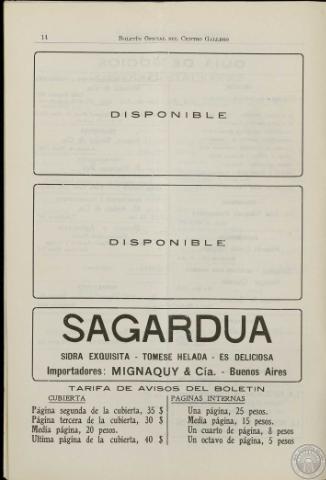 14
BOLETÍN OFICIAL DEL CENTRO GALLEGO
DISPONIBLE
DISPONIBLE
SAGARDUA
SIDRA EXQUISITA - TOMESE HELADA - ES DELICIOSA
Importadores: MIGNAQUY & Cía. - Buenos Aires
TARIFA DE AVISOS DEL BOLETIN
CUBIERTA
Página segunda de la cubierta, 35 $
Página tercera de la cubierta, 30 $
Media página, 20 pesos.
Ultima página de la cubierta, 40 $
PAGINAS INTERNAS
Una página, 25 pesos.
Media página, 15 pesos.
Un cuarto de página, 8 pesos
Un octavo de página, 5 pesos